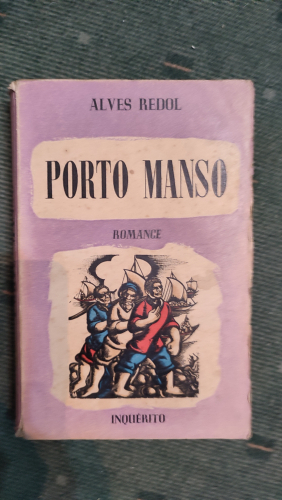 ALVES REDOL
PORTO MANSO
ROMANCE
INQUÉRITO